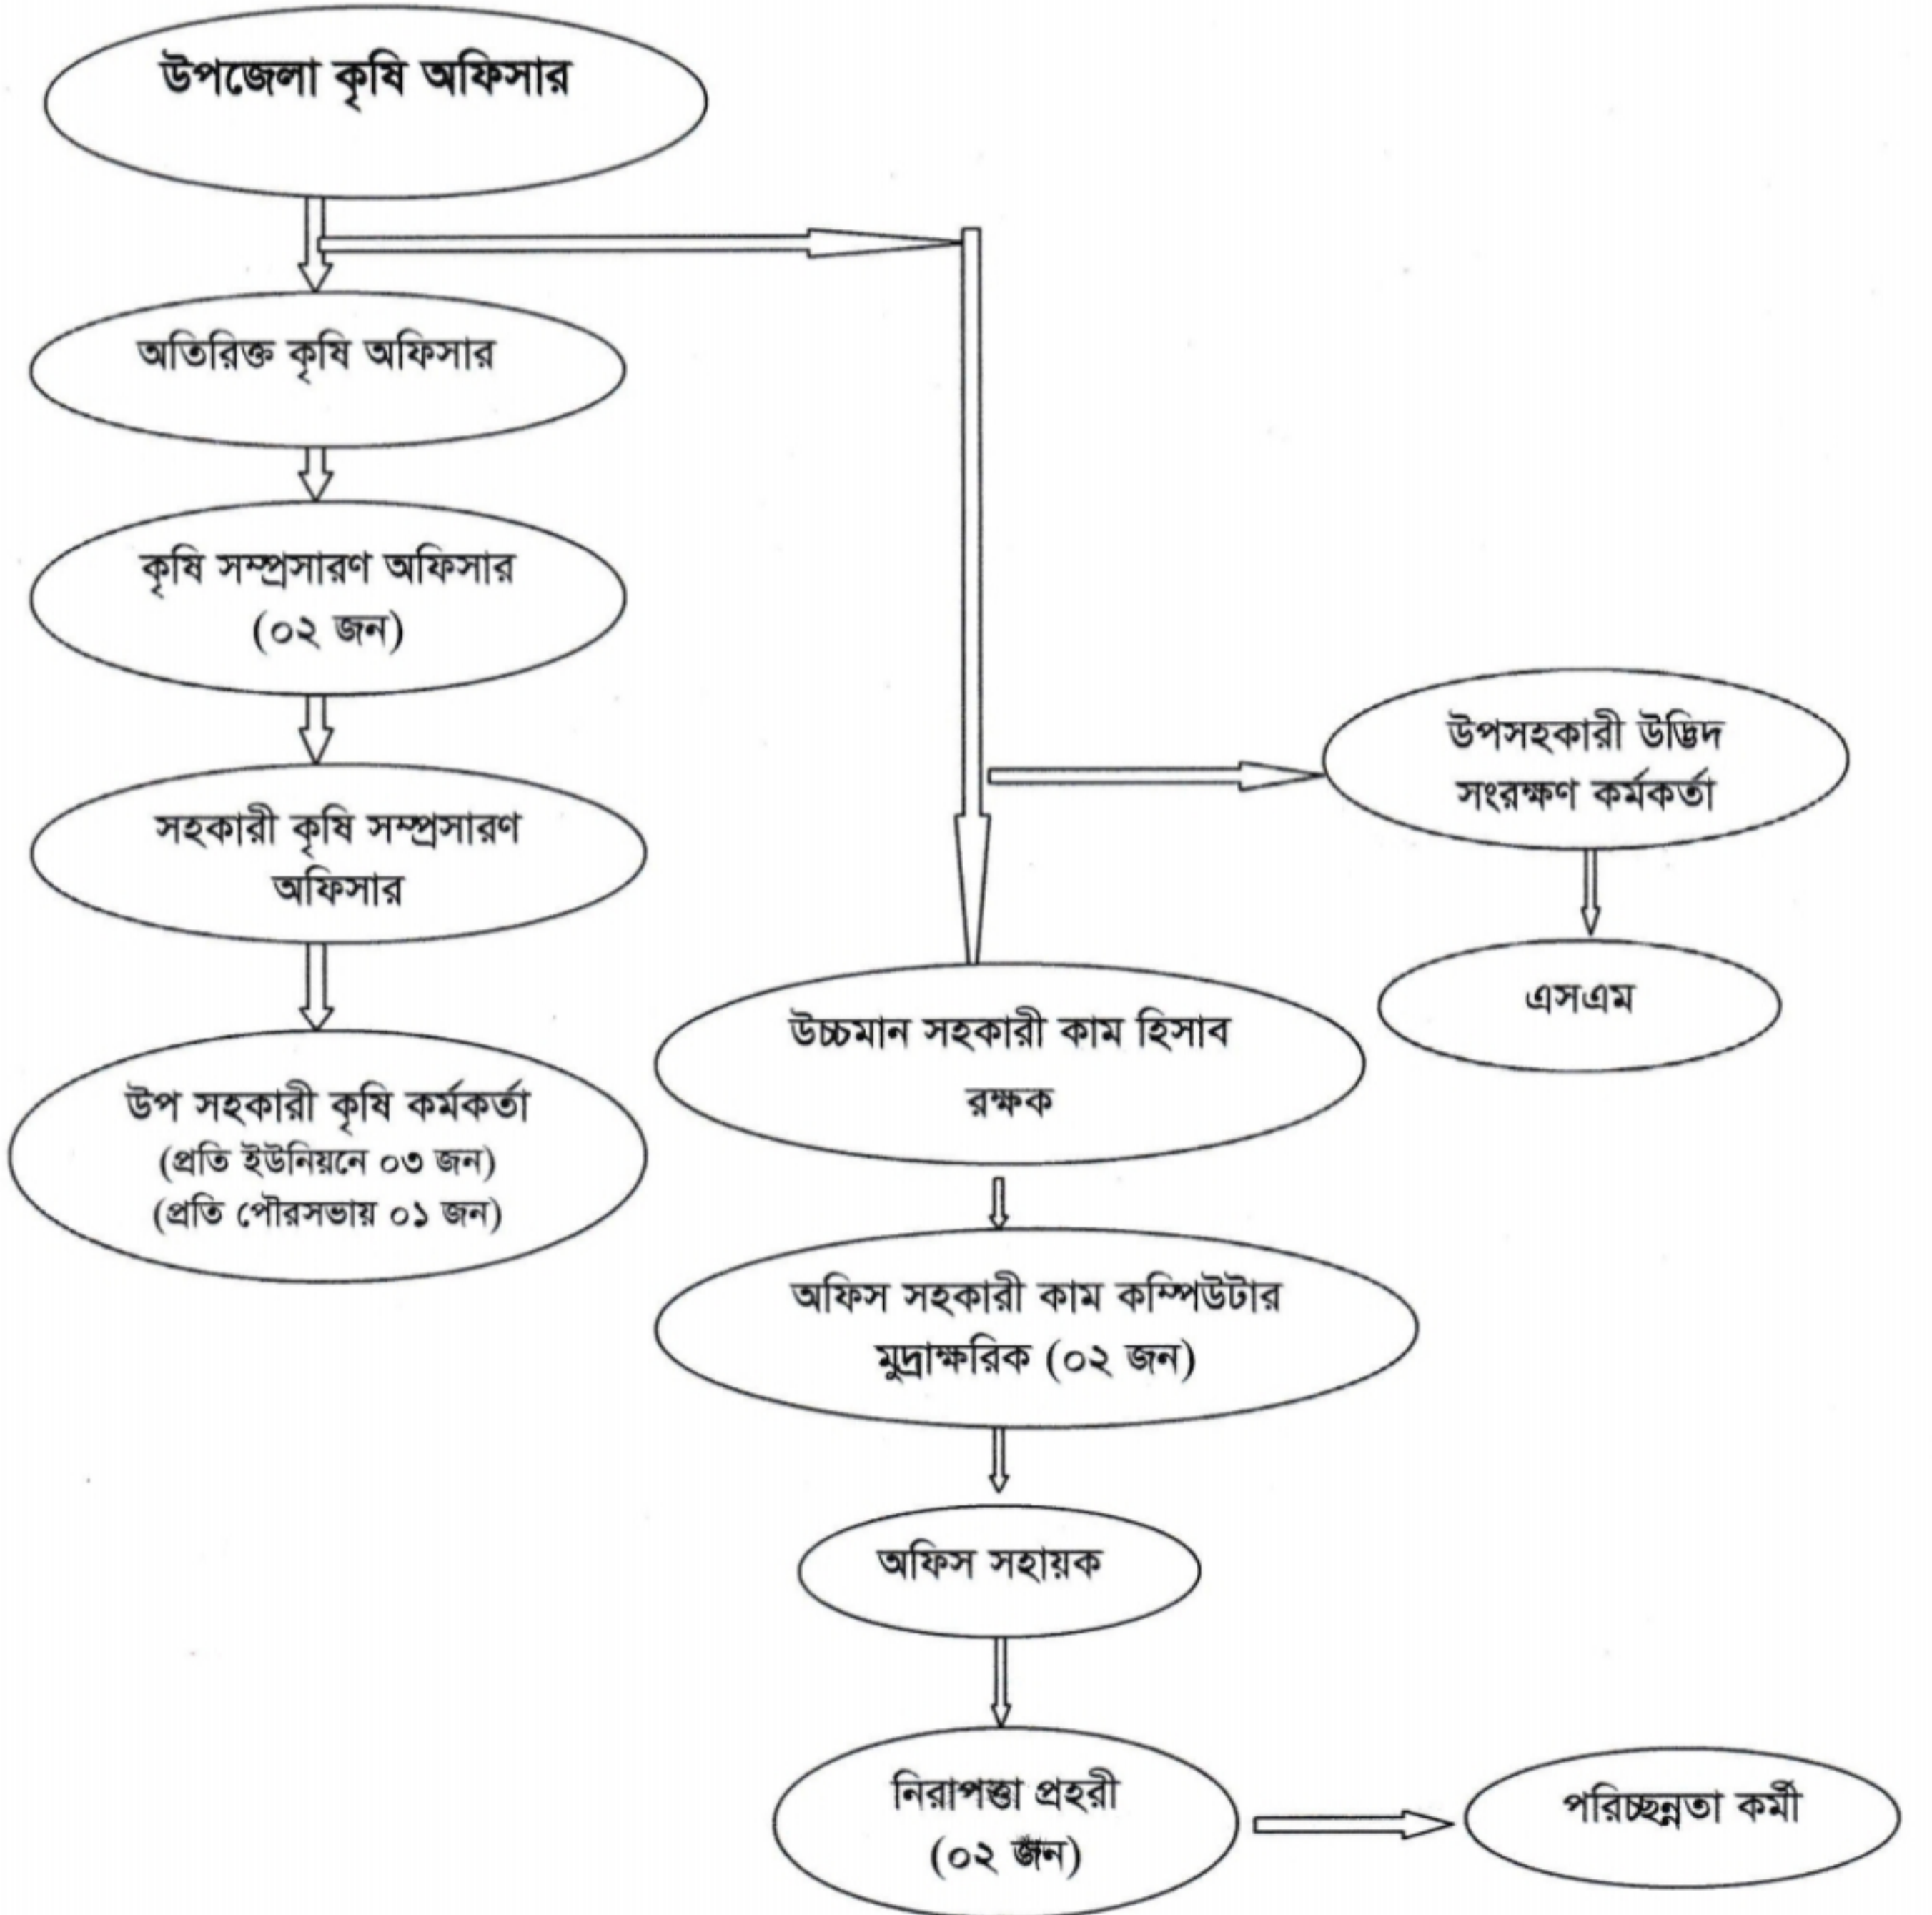 উপজেলা কৃষি অফিসার
অতিরিক্ত কৃষি অফিসার
কৃষি সম্প্রসারণ অফিসার
(০২ জন)
সহকারী কৃষি সম্প্রসারণ
অফিসার
উপ সহকারী কৃষি কর্মকর্তা
(প্রতি ইউনিয়নে ০৩ জন)
(প্রতি পৌরসভায় ০১ জন)
উপসহকারী উদ্ভিদ
সংরক্ষণ কর্মকর্তা
এসএম
উচ্চমান সহকারী কাম হিসাব
রক্ষক
অফিস সহকারী কাম কম্পিউটার
মুদ্রাক্ষরিক (০২ জন)
অফিস সহায়ক
নিরাপত্তা প্রহরী
(০২ জন)
পরিচ্ছন্নতা কর্মী